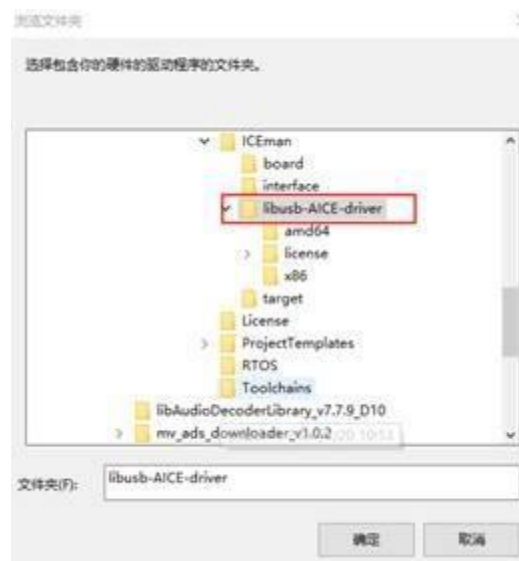 浏览文件夹
选择包含你的硬件的驱动程序的文件夹。
ICEman
board
interface
libusb-AICE-driver
amd64
license
x86
target
License
ProjectTemplates
RTOS
Toolchains
libAudioDecoderLibrary_v7.7.9_D10
mv_ads_downloader_v1.0.2
文件夹(F):
libusb-AICE-driver
确定
取消